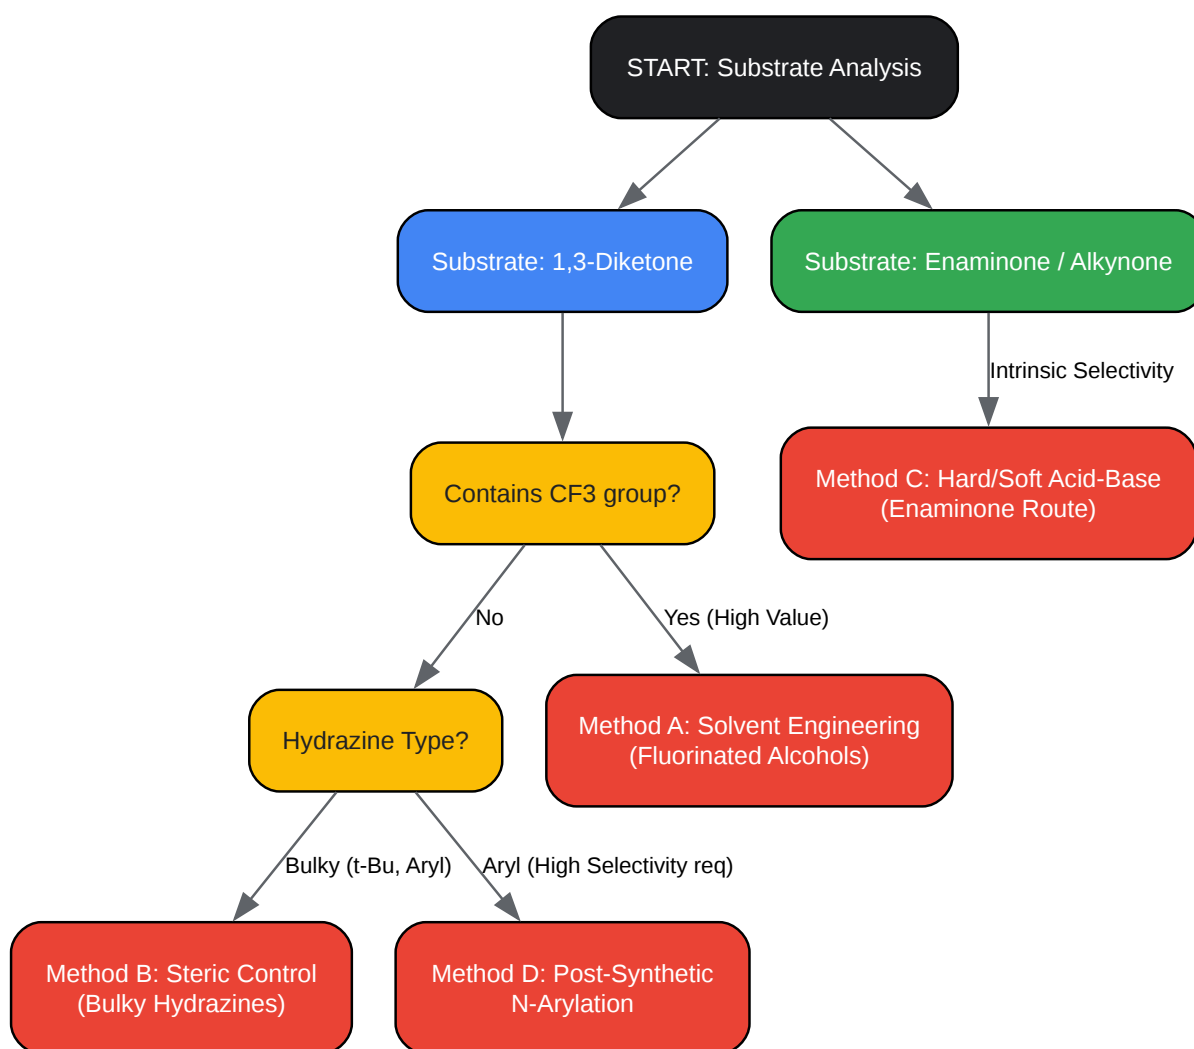 START: Substrate Analysis
Substrate: 1,3-Diketone
Substrate: Enaminone / Alkynone
Intrinsic Selectivity
Contains CF3 group?
Method C: Hard/Soft Acid-Base
(Enaminone Route)
No
Yes (High Value)
Hydrazine Type?
Method A: Solvent Engineering
(Fluorinated Alcohols)
Bulky (t-Bu, Aryl)
Aryl (High Selectivity req)
Method B: Steric Control
(Bulky Hydrazines)
Method D: Post-Synthetic
N-Arylation